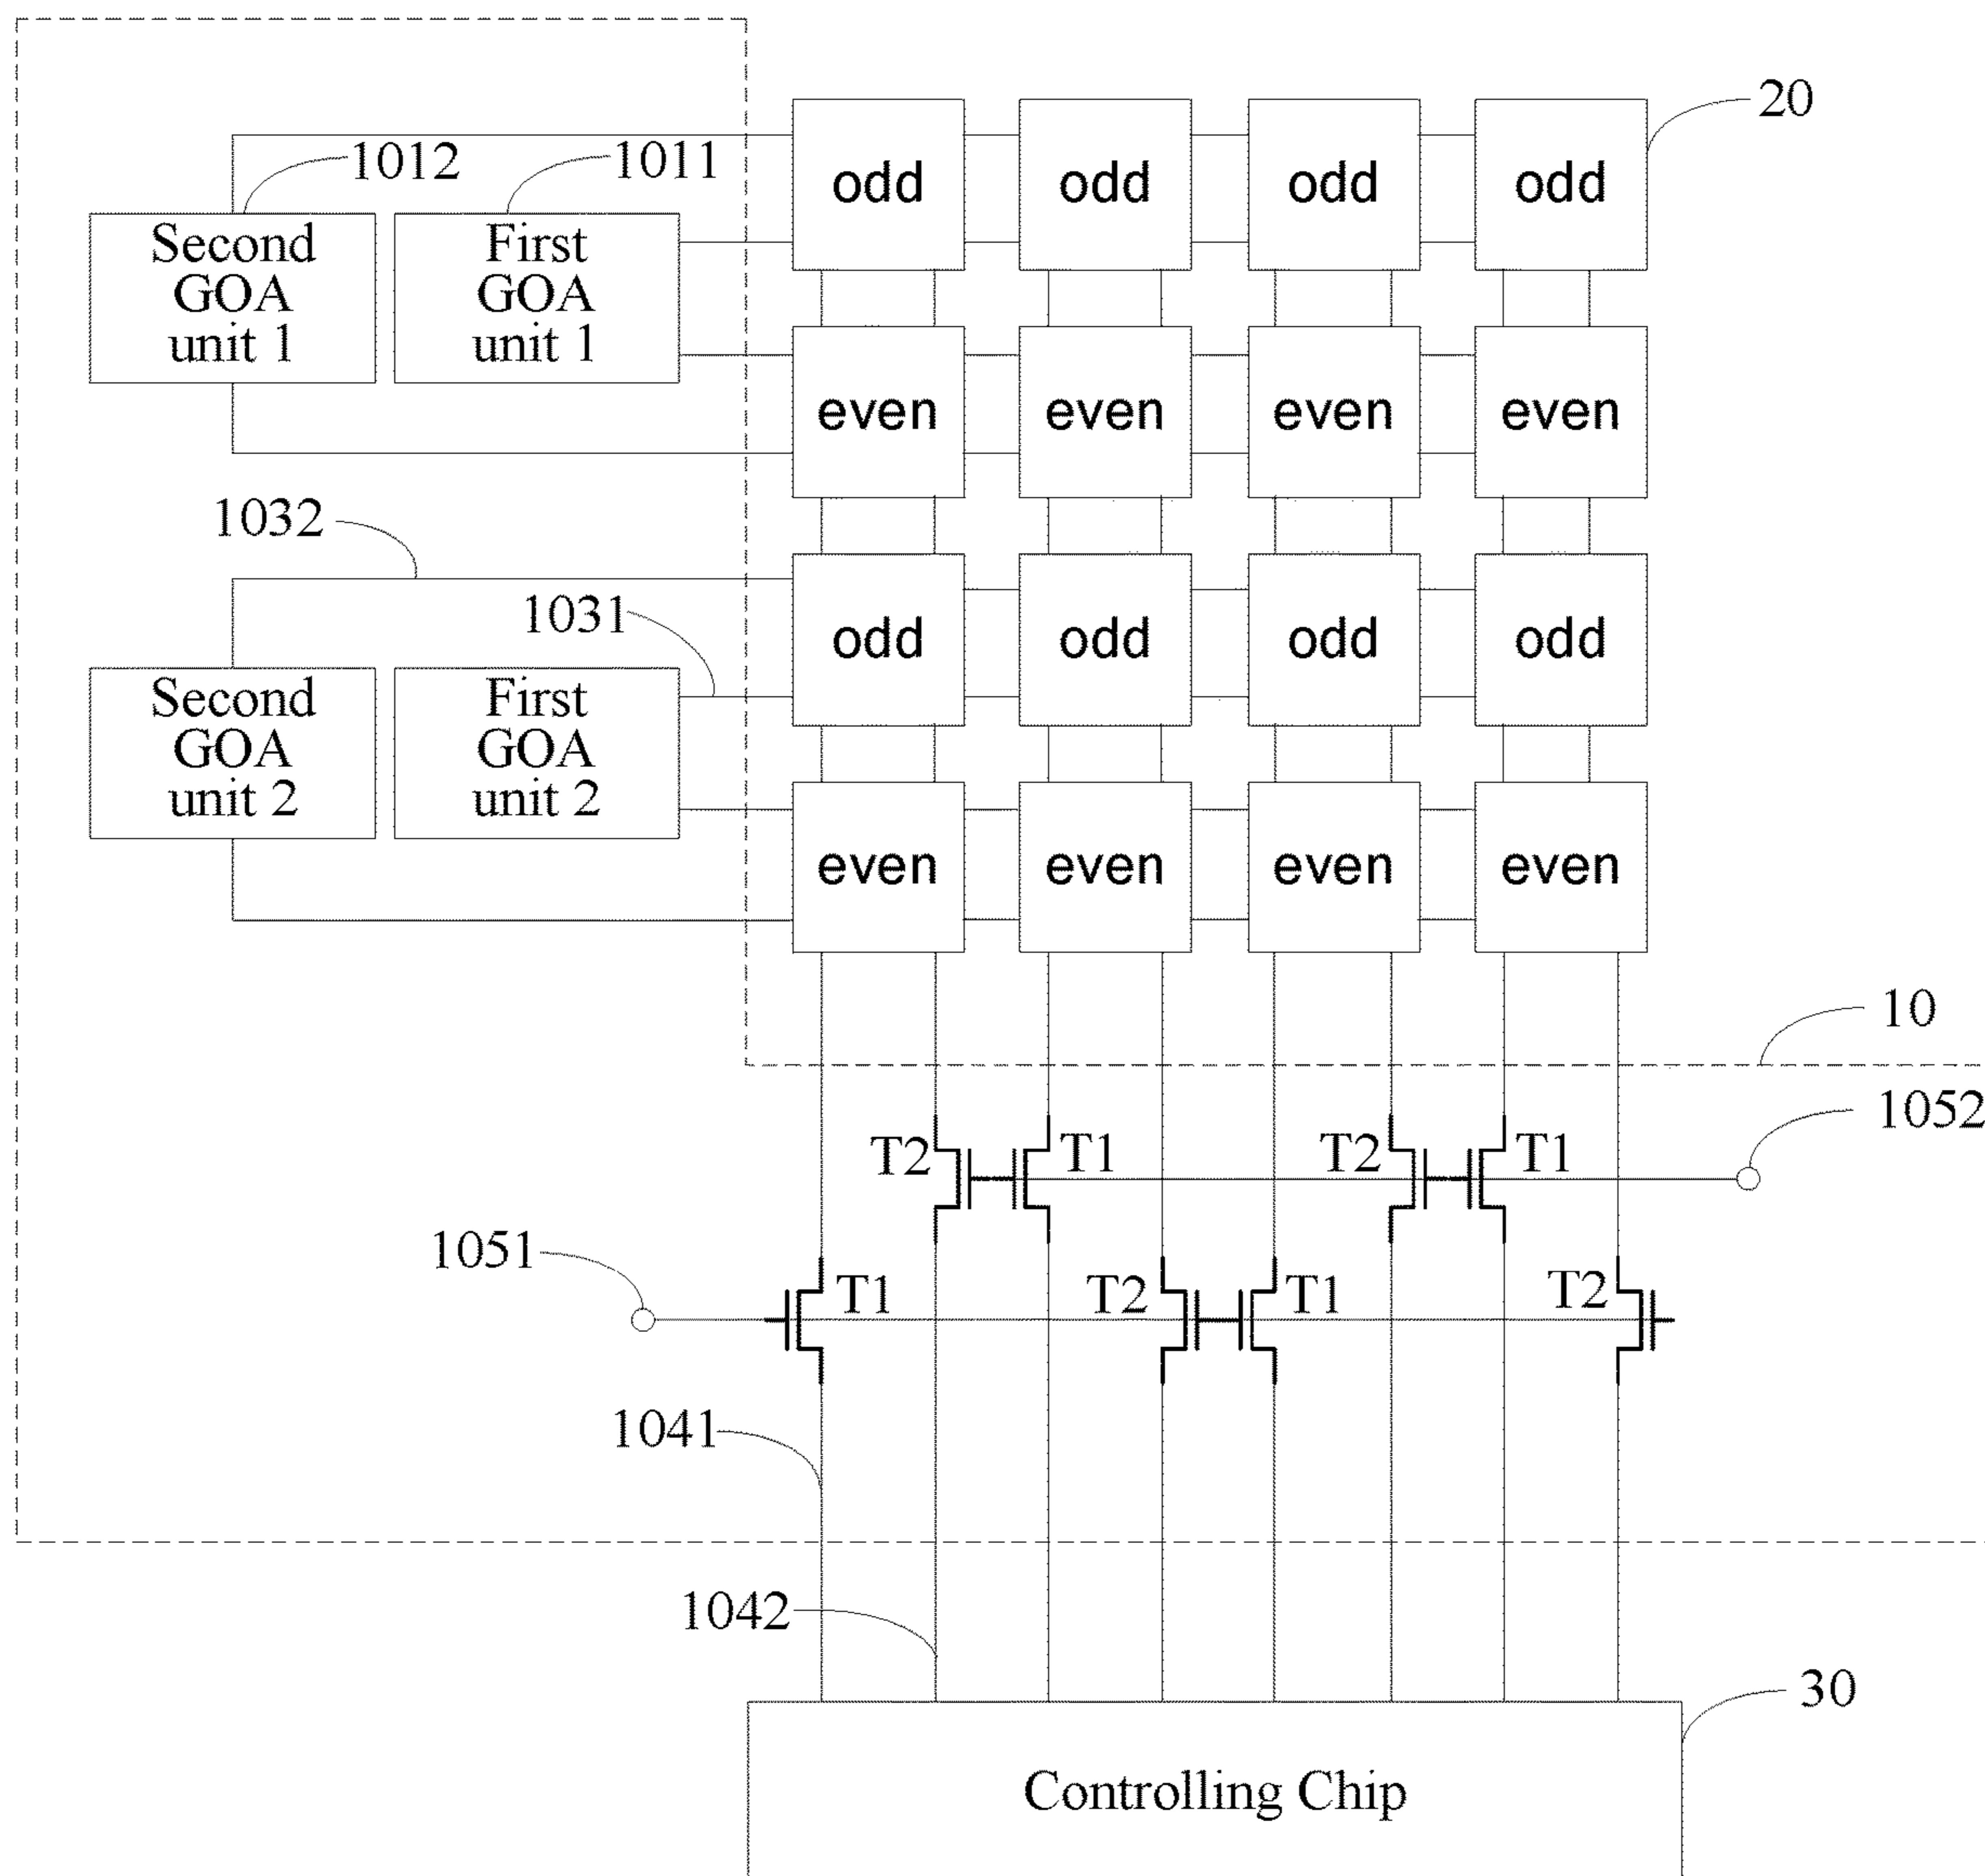 20
odd odd odd odd
1012 1011
Second
GOA
unit 1
First
GOA
unit 1
even even even even
1032
odd odd odd odd
1031
Second
GOA
unit 2
First
GOA
unit 2
even even even even
10
1052
T2 T1 T2 T1
1051
T1 T2 T1 T2
1041
1042
30
Controlling Chip